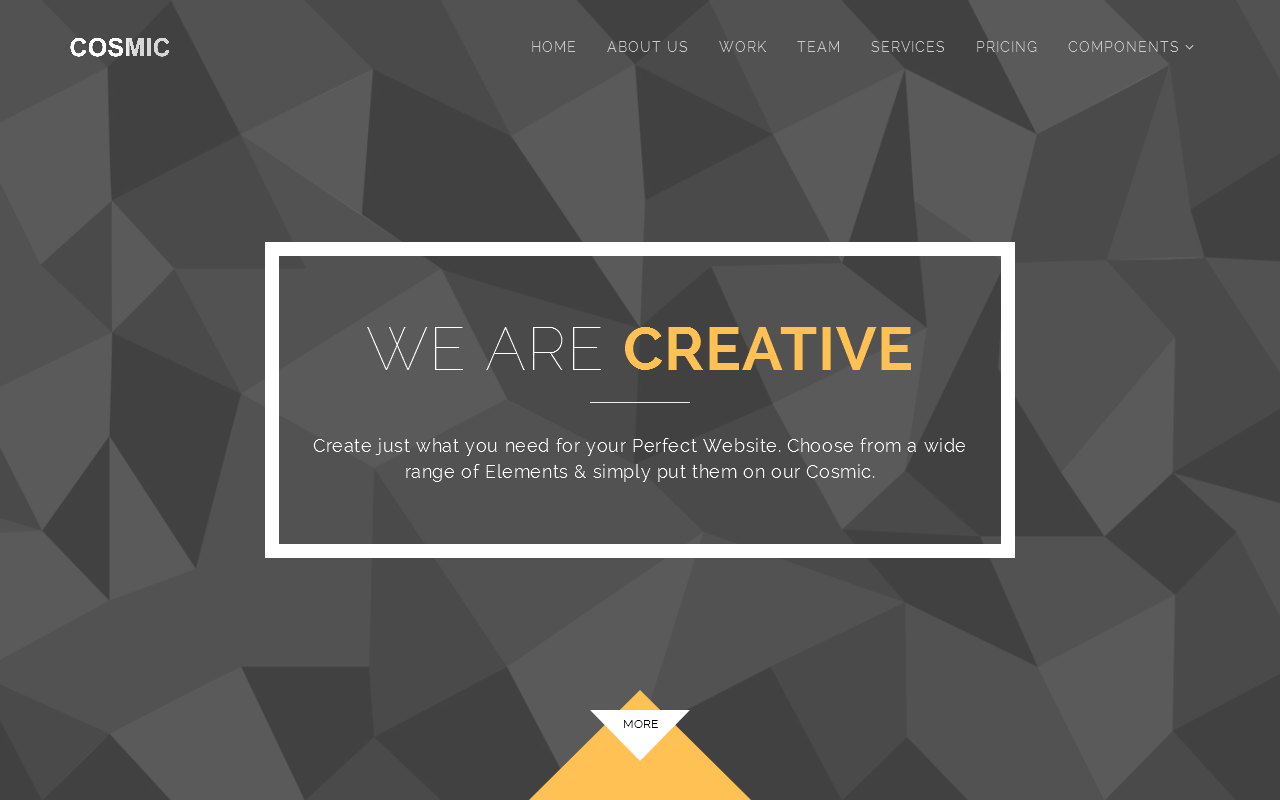 COSMIC
HOME ABOUT US WORK TEAM SERVICES PRICING COMPONENTS
WE ARE CREATIVE
Create just what you need for your Perfect Website. Choose from a wide
range of Elements & simply put them on our Cosmic.
MORE